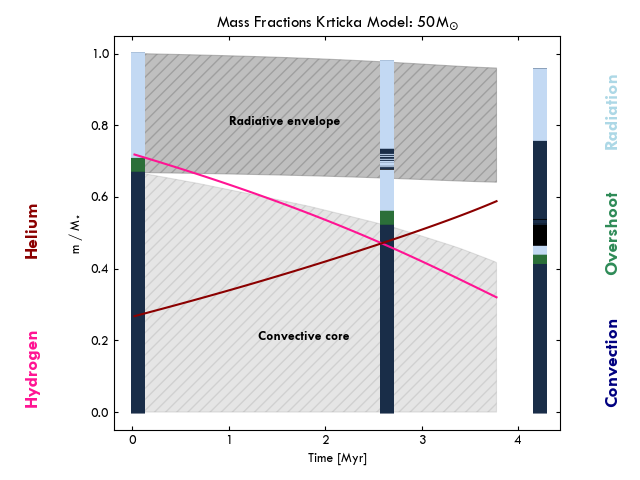 Mass Fractions Krticka Model: 50M☉
1.0
0.8
0.6
0.4
0.2
0.0
m / M⋆
0
1
2
3
4
Time [Myr]
Radiative envelope
Convective core
Helium
Hydrogen
Radiation
Overshoot
Convection